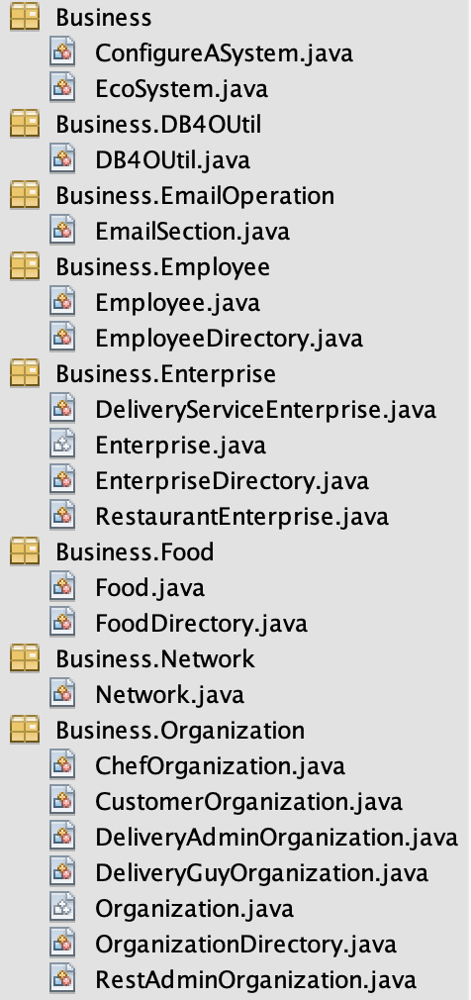 Business
ConfigureASystem.java
EcoSystem.java
Business.DB4OUtil
DB4OUtil.java
Business.EmailOperation
EmailSection.java
Business.Employee
Employee.java
EmployeeDirectory.java
Business.Enterprise
DeliveryServiceEnterprise.java
Enterprise.java
EnterpriseDirectory.java
RestaurantEnterprise.java
Business.Food
Food.java
FoodDirectory.java
Business.Network
Network.java
Business.Organization
ChefOrganization.java
CustomerOrganization.java
DeliveryAdminOrganization.java
DeliveryGuyOrganization.java
Organization.java
OrganizationDirectory.java
RestAdminOrganization.java